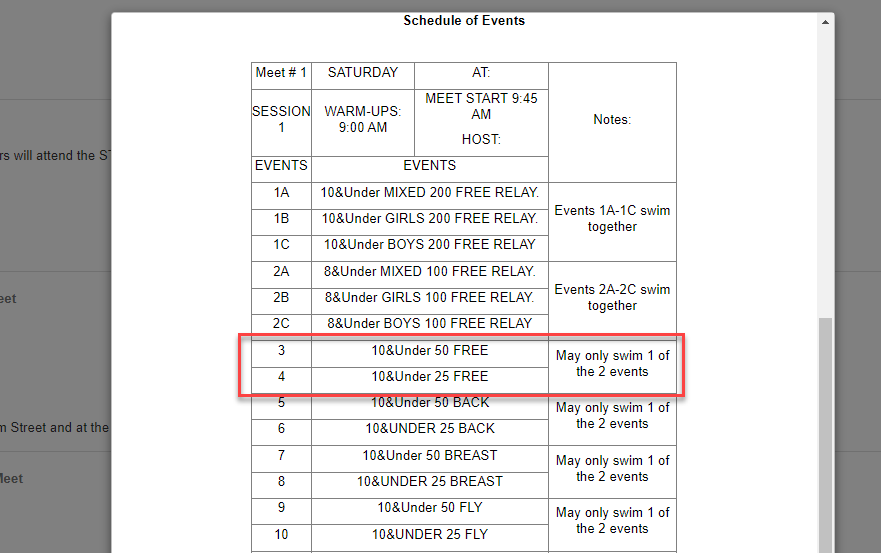 Schedule of Events
Meet # 1
SATURDAY
AT:
Notes:
SESSION
1
WARM-UPS:
9:00 AM
MEET START 9:45
AM
HOST:
EVENTS
EVENTS
1A
10&Under MIXED 200 FREE RELAY.
1B
10&Under GIRLS 200 FREE RELAY.
1C
10&Under BOYS 200 FREE RELAY
Events 1A-1C swim
together
2A
8&Under MIXED 100 FREE RELAY.
2B
8&Under GIRLS 100 FREE RELAY.
2C
8&Under BOYS 100 FREE RELAY
Events 2A-2C swim
together
3
10&Under 50 FREE
4
10&Under 25 FREE
May only swim 1 of
the 2 events
5
10&Under 50 BACK
6
10&UNDER 25 BACK
May only swim 1 of
the 2 events
7
10&Under 50 BREAST
8
10&UNDER 25 BREAST
May only swim 1 of
the 2 events
9
10&Under 50 FLY
10
10&UNDER 25 FLY
May only swim 1 of
the 2 events
will attend the
Street and at the